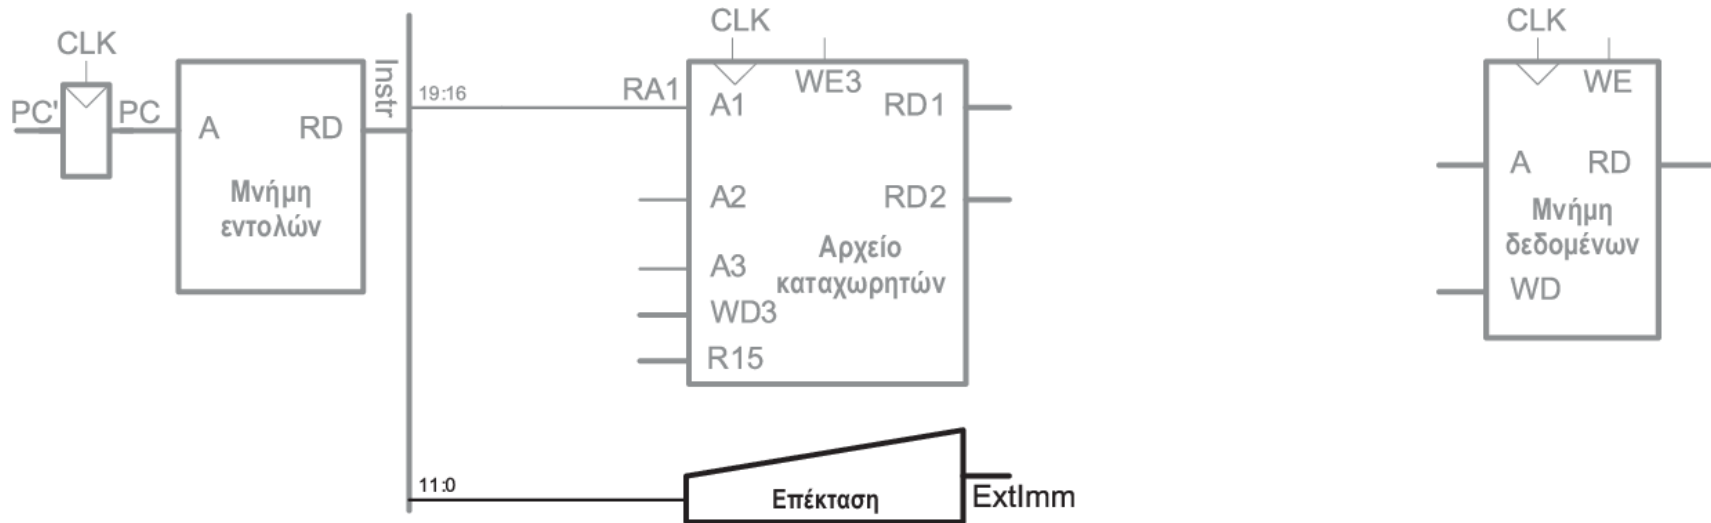 CLK
PC'
PC
A
RD
Μνήμη
εντολών
Instr
19:16
RA1
CLK
WE3
A1
RD1
A2
RD2
A3
Αρχείο
καταχωρητών
WD3
R15
11:0
Επέκταση
ExtImm
CLK
WE
A
RD
Μνήμη
δεδομένων
WD